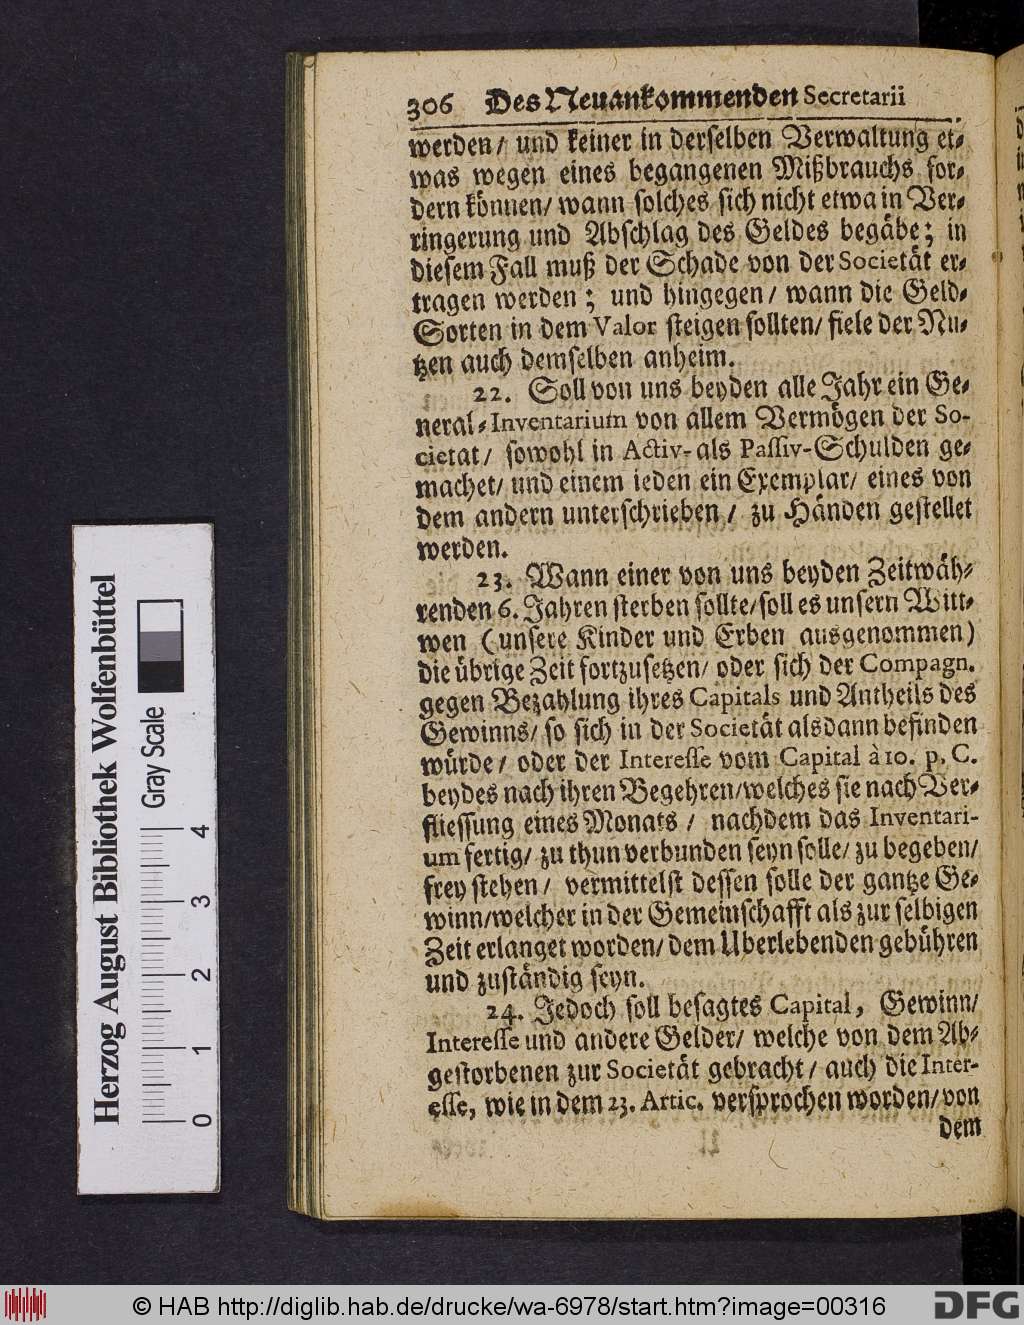 306 Des Neuankommenden Secretarii
werden/ und keiner in derselben Verwaltung et-
was wegen eines begangenen Mißbrauchs for-
dern können/ wann solches sich nicht etwa in Ver-
ringerung und Abschlag des Geldes begäbe; in
diesem Fall muß der Schade von der Societät er-
tragen werden; und hingegen/ wann die Geld-
Sorten in dem Valor steigen sollten/ fiele der Nu-
tzen auch demselben anheim.
22. Soll von uns beyden alle Jahr ein Ge-
neral-Inventarium von allem Vermögen der So-
cietat/ sowohl in Activ- als Passiv-Schulden ge-
machet/ und einem ieden ein Exemplar/ eines von
dem andern unterschrieben/ zu Händen gestellet
werden.
23. Wann einer von uns beyden Zeitwäh-
renden 6. Jahren sterben sollte/ soll es unsern Witt-
wen (unsere Kinder und Erben ausgenommen)
die übrige Zeit fortzusetzen/ oder sich der Compagn.
gegen Bezahlung ihres Capitals und Antheils des
Gewinns/ so sich in der Societät alsdann befinden
würde/ oder der Interesse vom Capital à 10. p. C.
beydes nach ihren Begehren/ welches sie nach Ver-
fliessung eines Monats/ nachdem das Inventari-
um fertig/ zu thun verbunden seyn solle/ zu begeben/
frey stehen/ vermittelst dessen solle der gantze Ge-
winn/ welcher in der Gemeinschafft als zur selbigen
Zeit erlanget worden/ dem Uberlebenden gebühren
und zuständig seyn.
24. Jedoch soll besagtes Capital, Gewinn/
Interesse und andere Gelder/ welche von dem Ab-
gestorbenen zur Societät gebracht/ auch die Inter-
esse, wie in dem 23. Artic. versprochen worden/ von
dem
Herzog August Bibliothek Wolfenbüttel
Gray Scale
0 1 2 3 4
© HAB http://diglib.hab.de/drucke/wa-6978/start.htm?image=00316
DFG